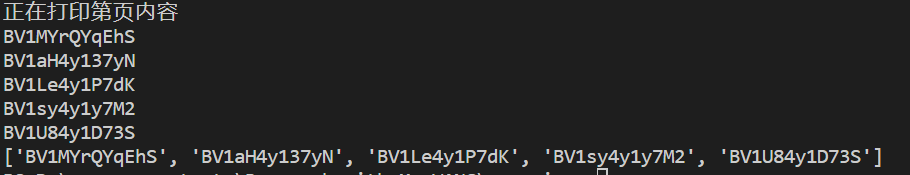 正在打印第页内容
BV1MYrQYqEhS
BV1aH4y137yN
BV1Le4y1P7dK
BV1sy4y1y7M2
BV1U84y1D73S
['BV1MYrQYqEhS', 'BV1aH4y137yN', 'BV1Le4y1P7dK', 'BV1sy4y1y7M2', 'BV1U84y1D73S']